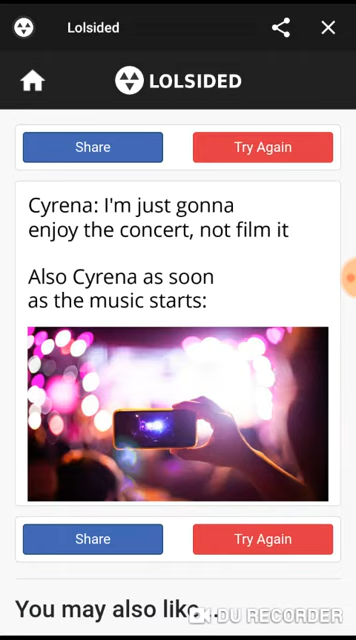 Lolsided
LOLSIDED
Share Try Again
Cyrena: I'm just gonna
enjoy the concert, not film it
Also Cyrena as soon
as the music starts:
Share Try Again
You may also like...
DU RECORDER